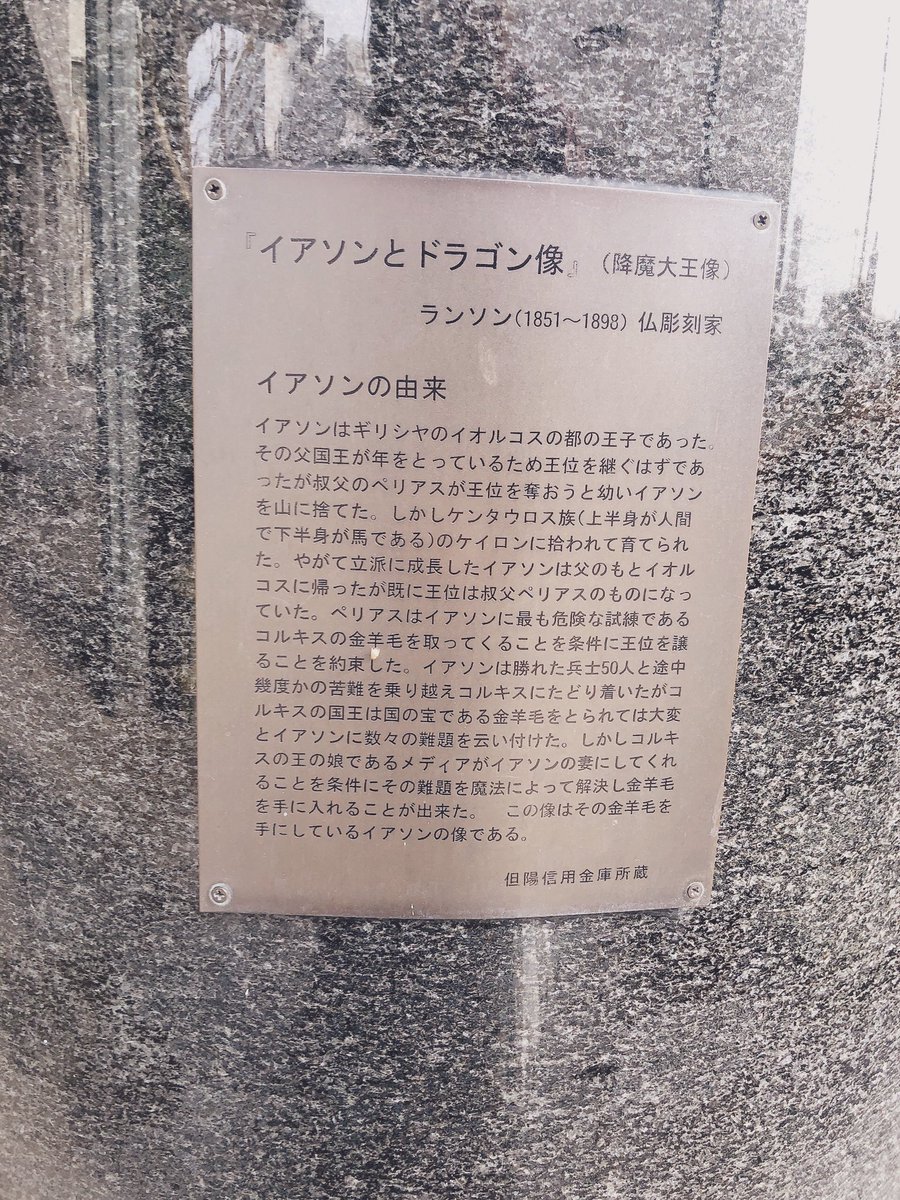 『イアソンとドラゴン像』（降魔大王像）
ランソン(1851〜1898) 仏彫刻家
イアソンの由来
イアソンはギリシヤのイオルコスの都の王子であった。
その父国王が年をとっているため王位を継ぐはずであ
ったが叔父のペリアスが王位を奪おうと幼いイアソン
を山に捨てた。しかしケンタウロス族(上半身が人間
で下半身が馬である)のケイロンに拾われて育てられ
た。やがて立派に成長したイアソンは父のもとイオル
コスに帰ったが既に王位は叔父ペリアスのものになっ
ていた。ペリアスはイアソンに最も危険な試練である
コルキスの金羊毛を取ってくることを条件に王位を譲
ることを約束した。イアソンは勝れた兵士50人と途中
幾度かの苦難を乗り越えコルキスにたどり着いたがコ
ルキスの国王は国の宝である金羊毛をとられては大変
とイアソンに数々の難題を云い付けた。しかしコルキ
スの王の娘であるメディアがイアソンの妻にしてくれ
ることを条件にその難題を魔法によって解決し金羊毛
を手に入れることが出来た。　この像はその金羊毛を
手にしているイアソンの像である。
但陽信用金庫所蔵